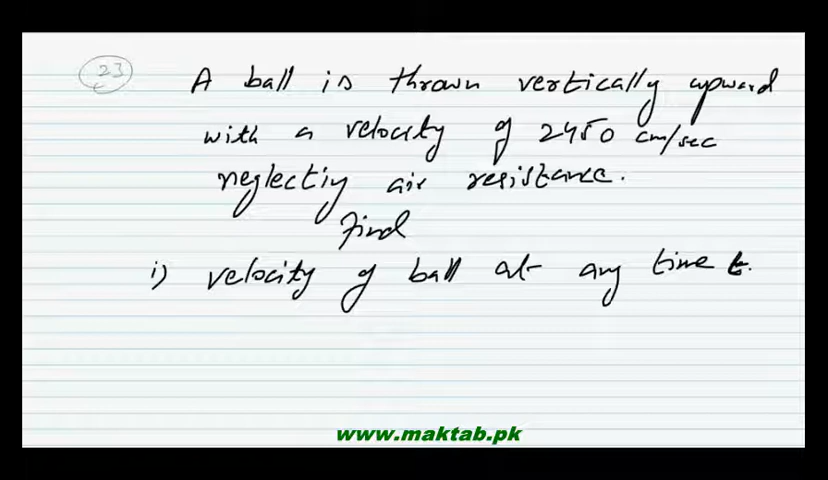 23
A ball is thrown vertically upward
with a velocity of 2450 cm/sec
neglecting air resistance.
Find
i) velocity of ball at any time t.
www.maktab.pk